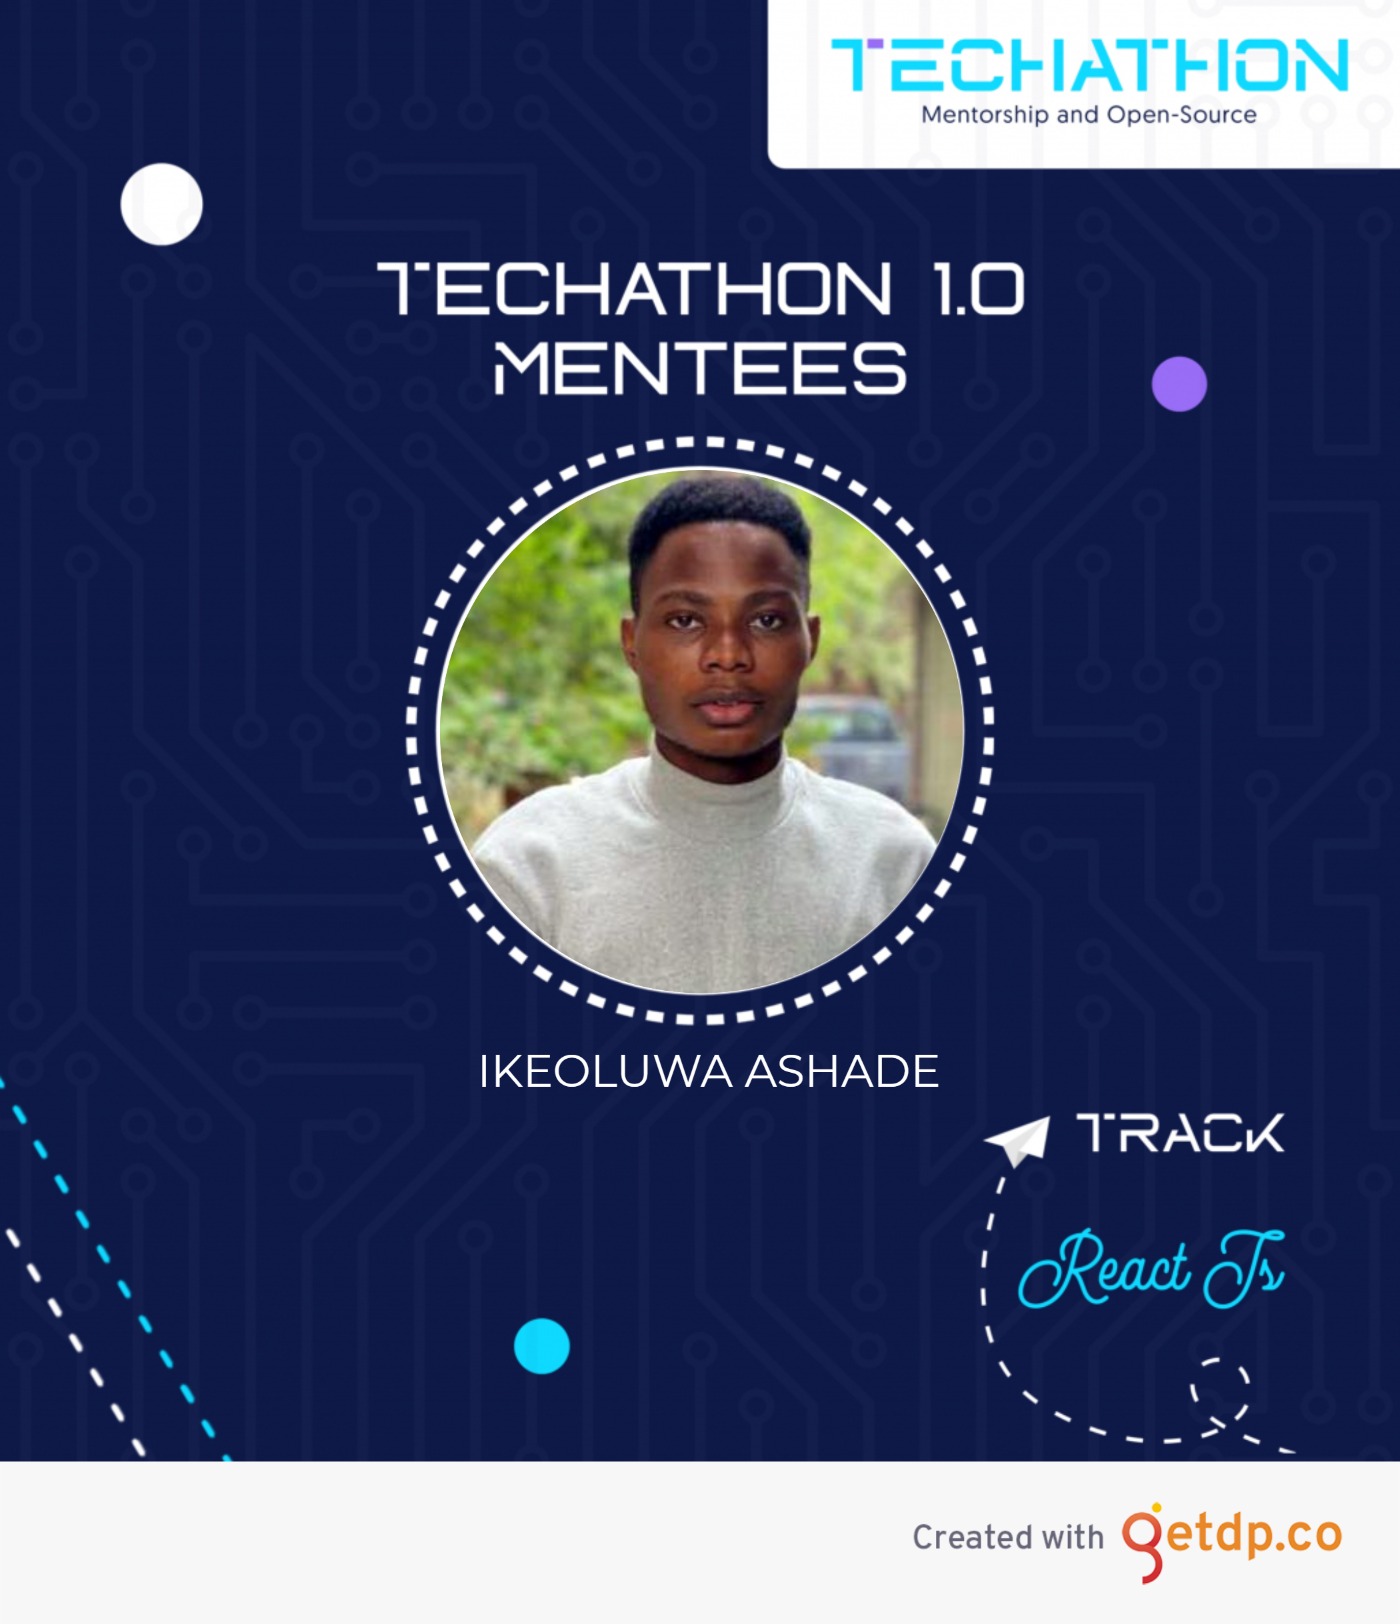 TECHATHON
Mentorship and Open-Source
TECHATHON 1.0
MENTEES
IKEOLUWA ASHADE
TRACK
React Js
Created with getdp.co